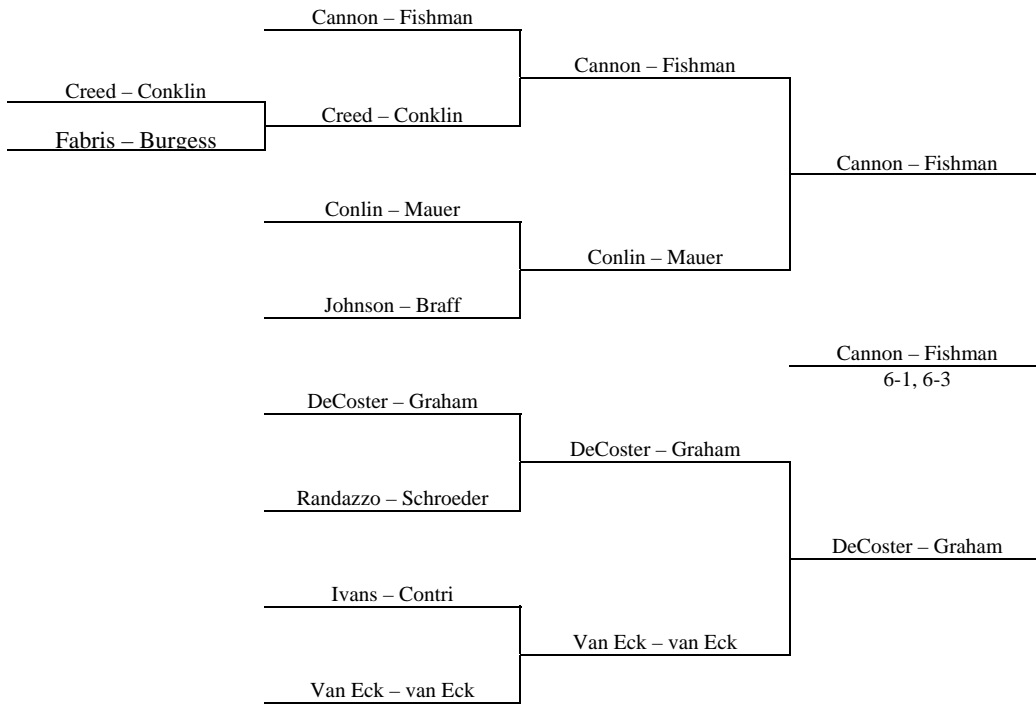 Cannon – Fishman
Cannon – Fishman
Creed – Conklin
Creed – Conklin
Fabris – Burgess
Cannon – Fishman
Conlin – Mauer
Conlin – Mauer
Johnson – Braff
Cannon – Fishman
6-1, 6-3
DeCoster – Graham
DeCoster – Graham
Randazzo – Schroeder
DeCoster – Graham
Ivans – Contri
Van Eck – van Eck
Van Eck – van Eck